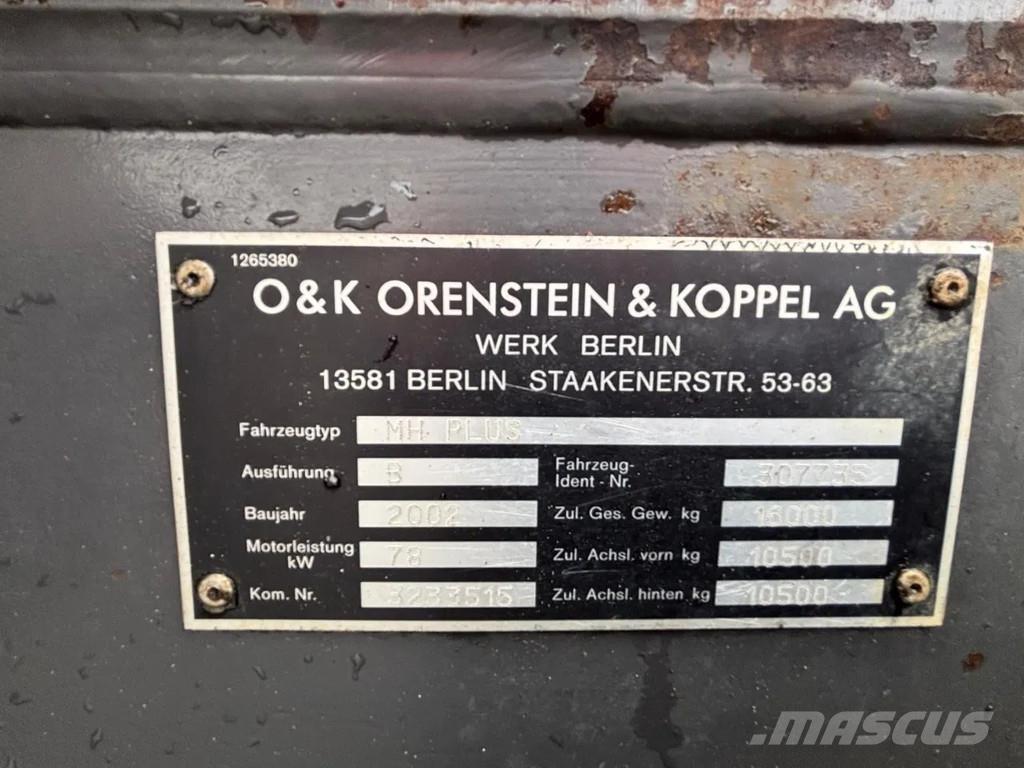 1265380
O&K ORENSTEIN & KOPPEL AG
WERK BERLIN
13581 BERLIN STAAKENERSTR. 53-63
Fahrzeugtyp MH PLUS
Ausführung B Fahrzeug-
Ident - Nr.
Baujahr 2002 Zul. Ges. Gew. kg 16000
Motorleistung
kW 78 Zul. Achsl. vorn kg 10500
Kom. Nr. 3233515 Zul. Achsl. hinten kg 10500
MASCUS